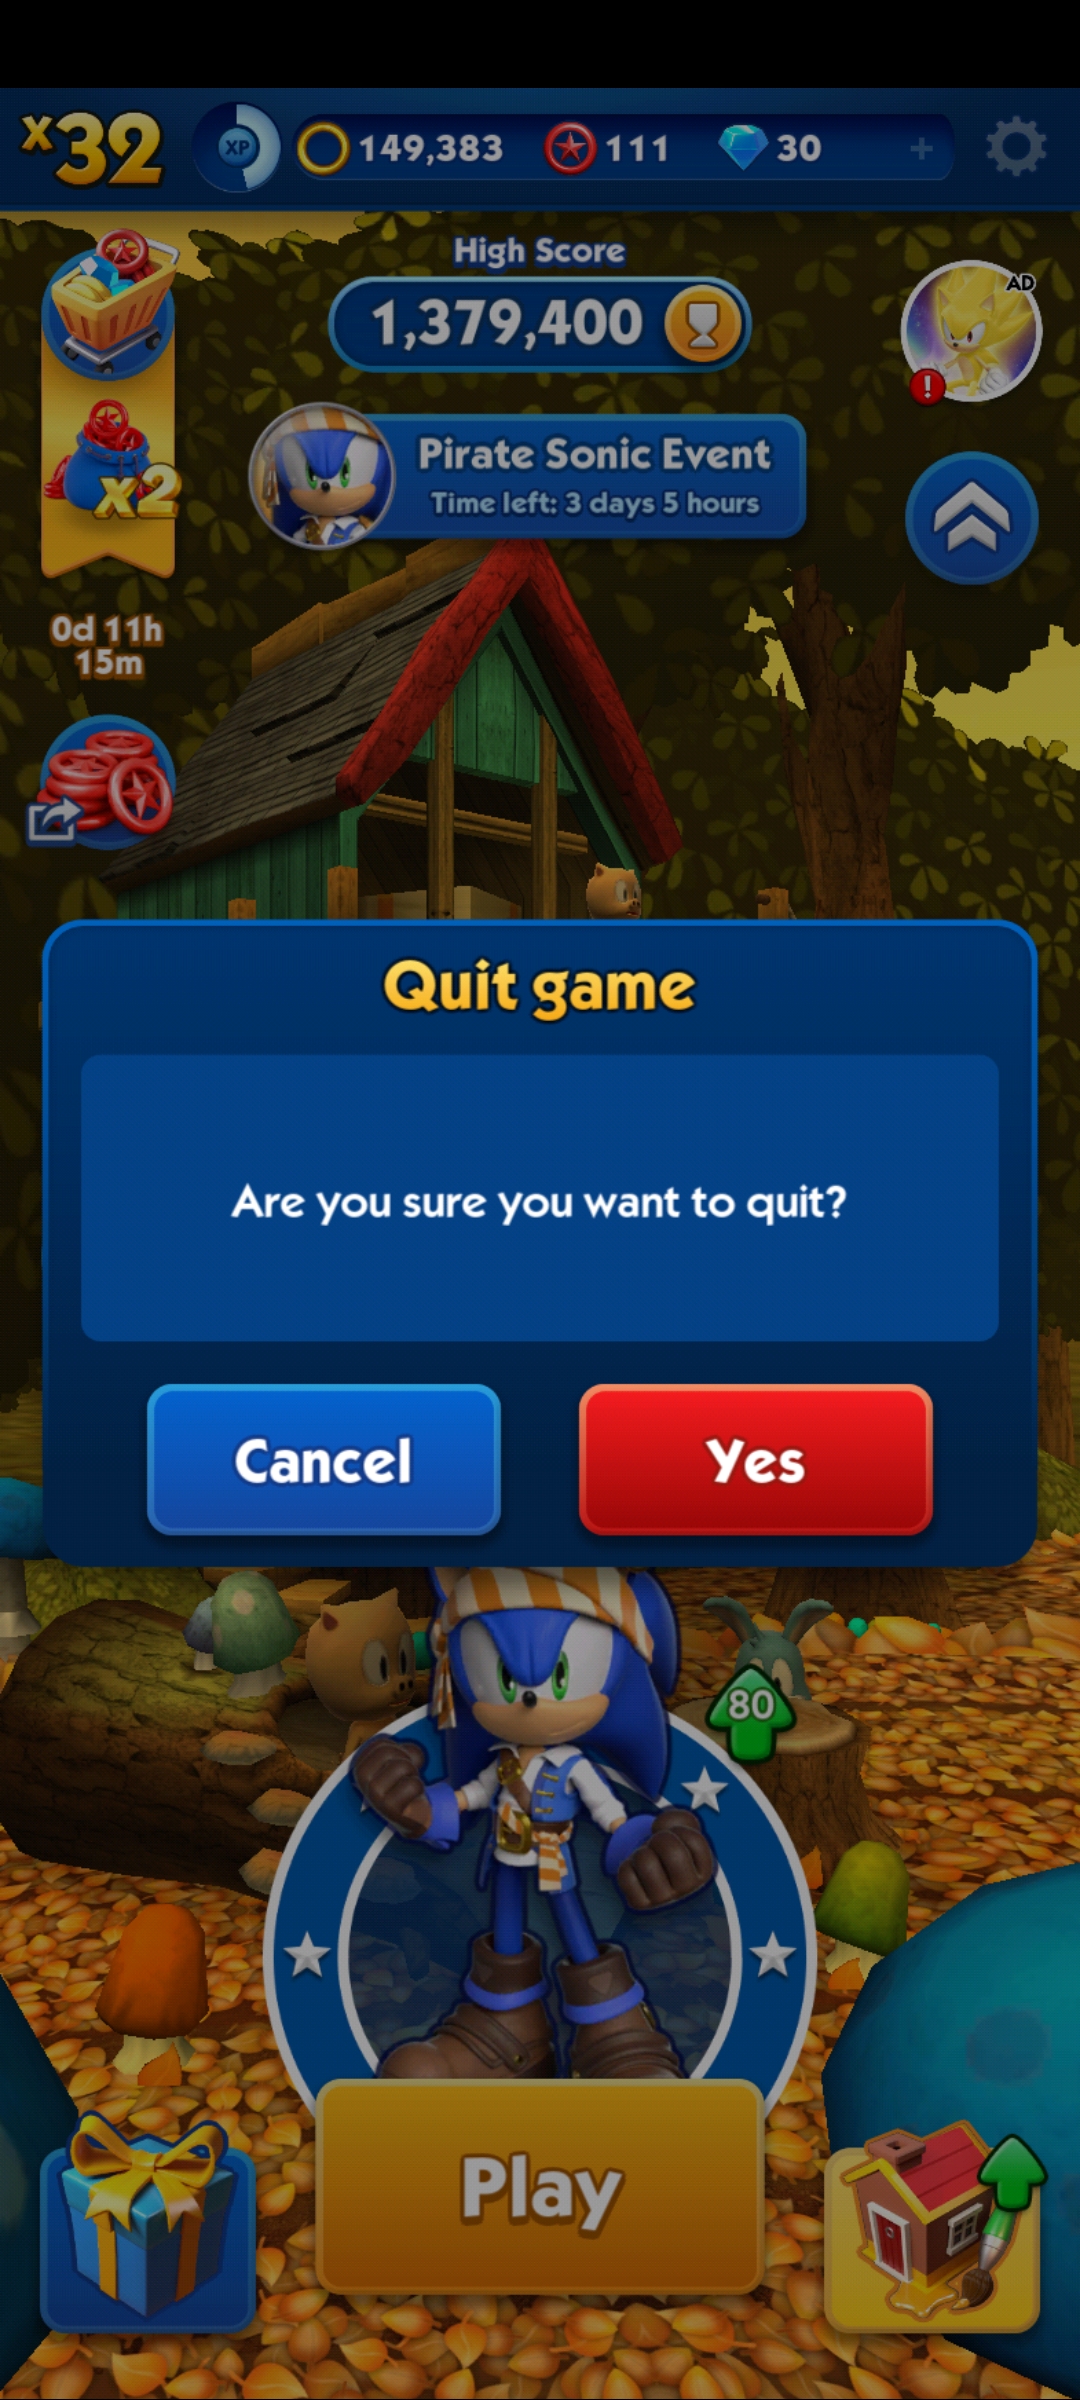 x32
XP
149,383
111
30
+
High Score
1,379,400
AD
!
Pirate Sonic Event
Time left: 3 days 5 hours
x2
0d 11h
15m
Quit game
Are you sure you want to quit?
Cancel
Yes
80
Play